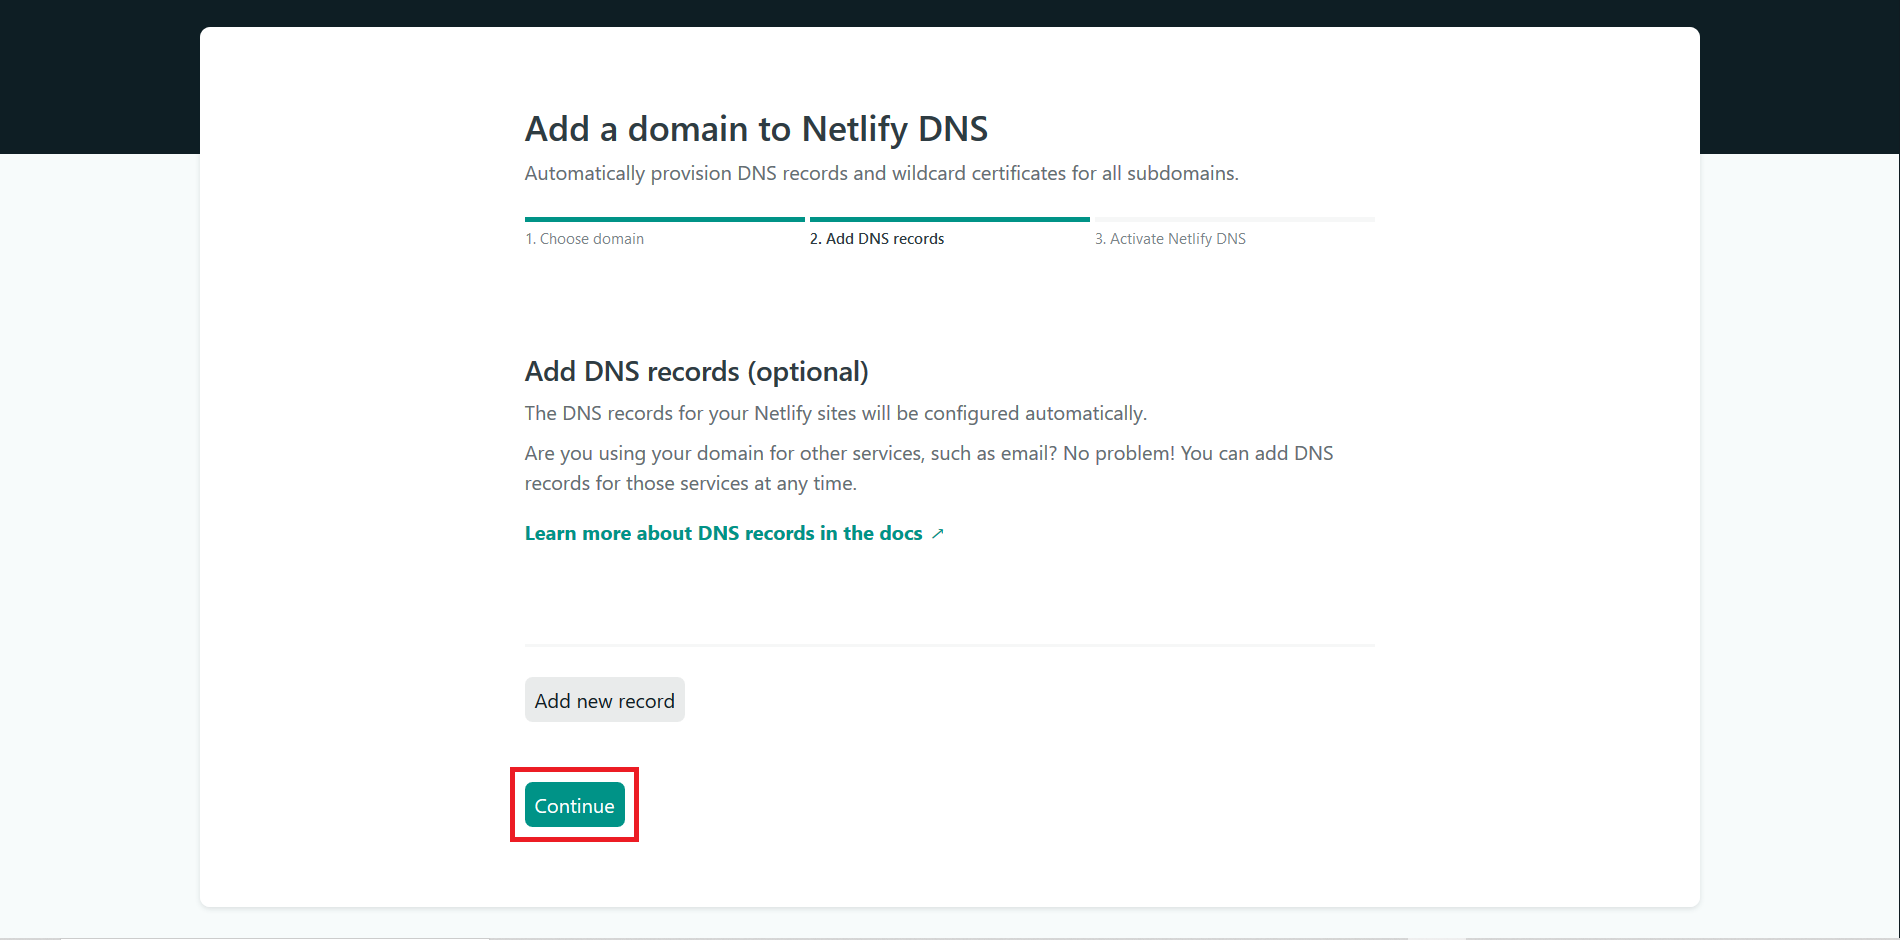 Add a domain to Netlify DNS
Automatically provision DNS records and wildcard certificates for all subdomains.
1. Choose domain
2. Add DNS records
3. Activate Netlify DNS
Add DNS records (optional)
The DNS records for your Netlify sites will be configured automatically.
Are you using your domain for other services, such as email? No problem! You can add DNS
records for those services at any time.
Learn more about DNS records in the docs ↗
Add new record
Continue